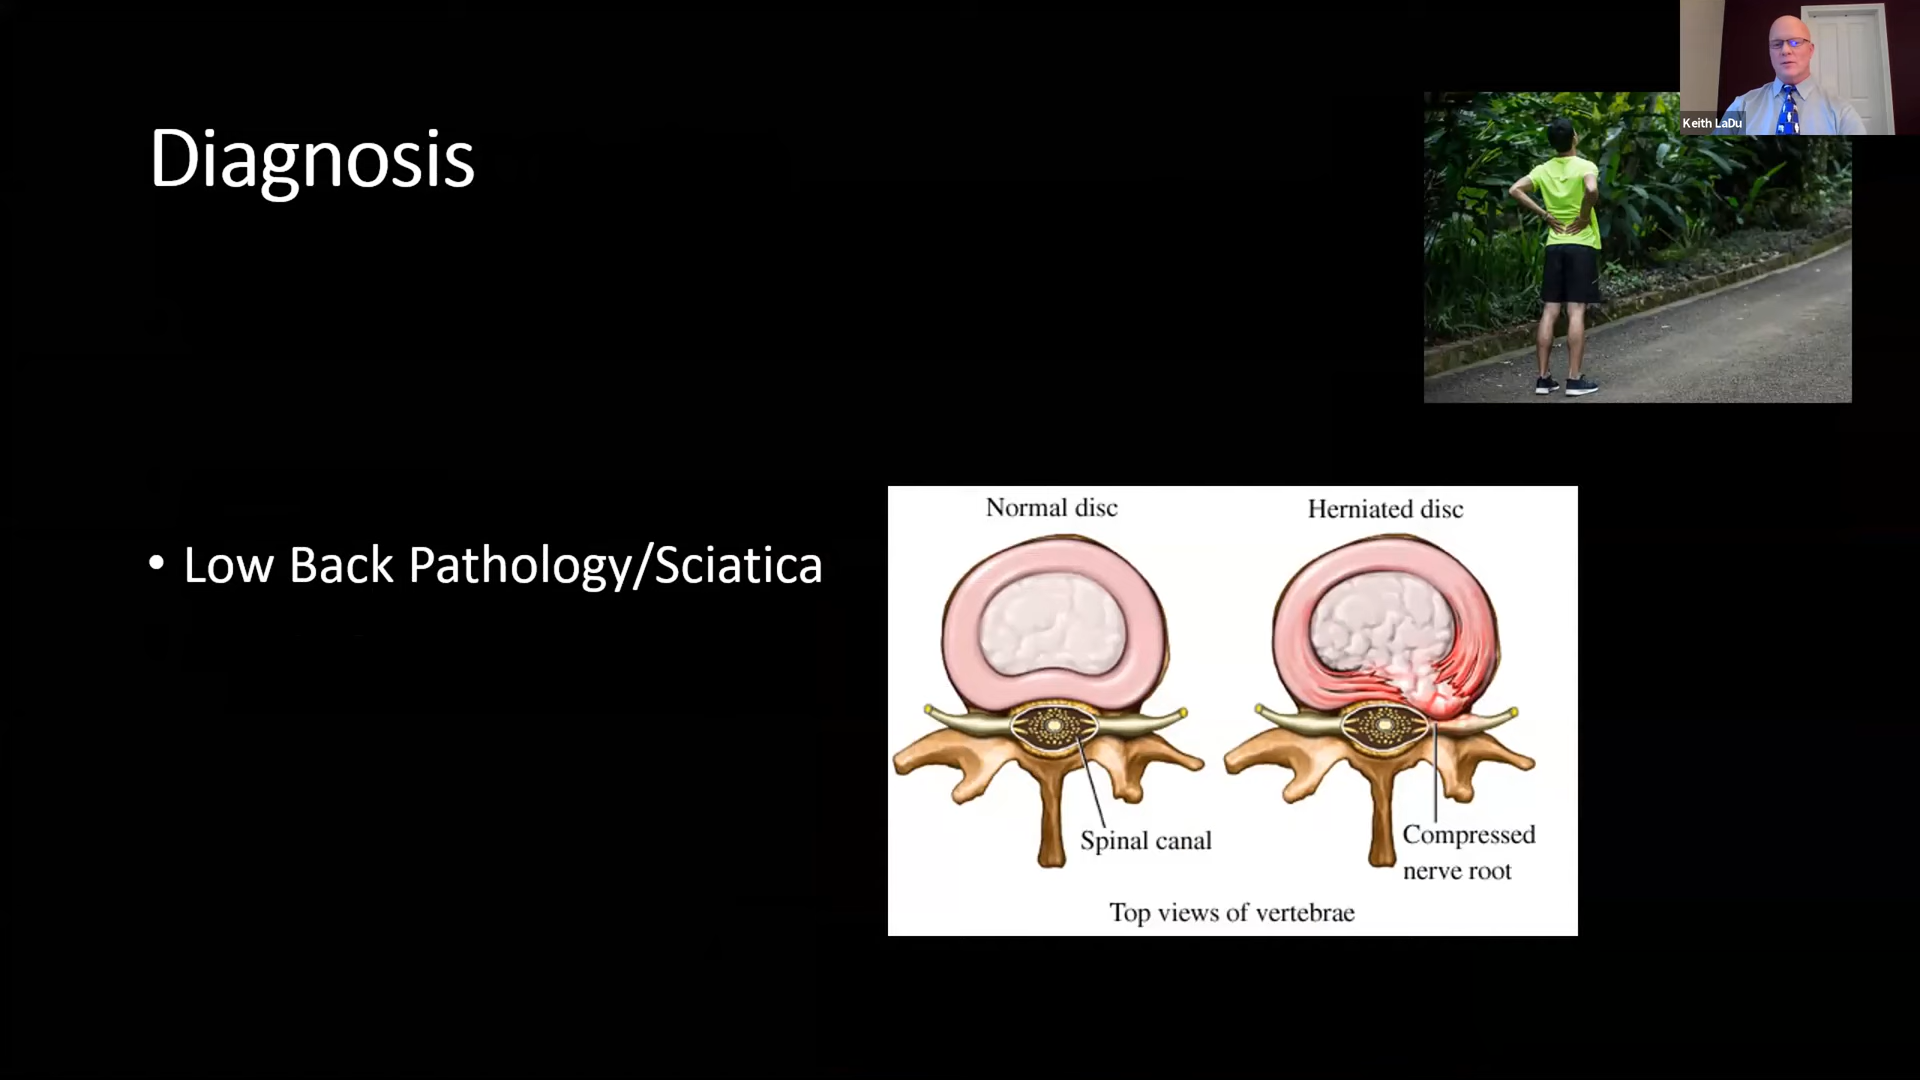 Keith LaDu
Diagnosis
• Low Back Pathology/Sciatica
Normal disc
Herniated disc
Spinal canal
Compressed
nerve root
Top views of vertebrae